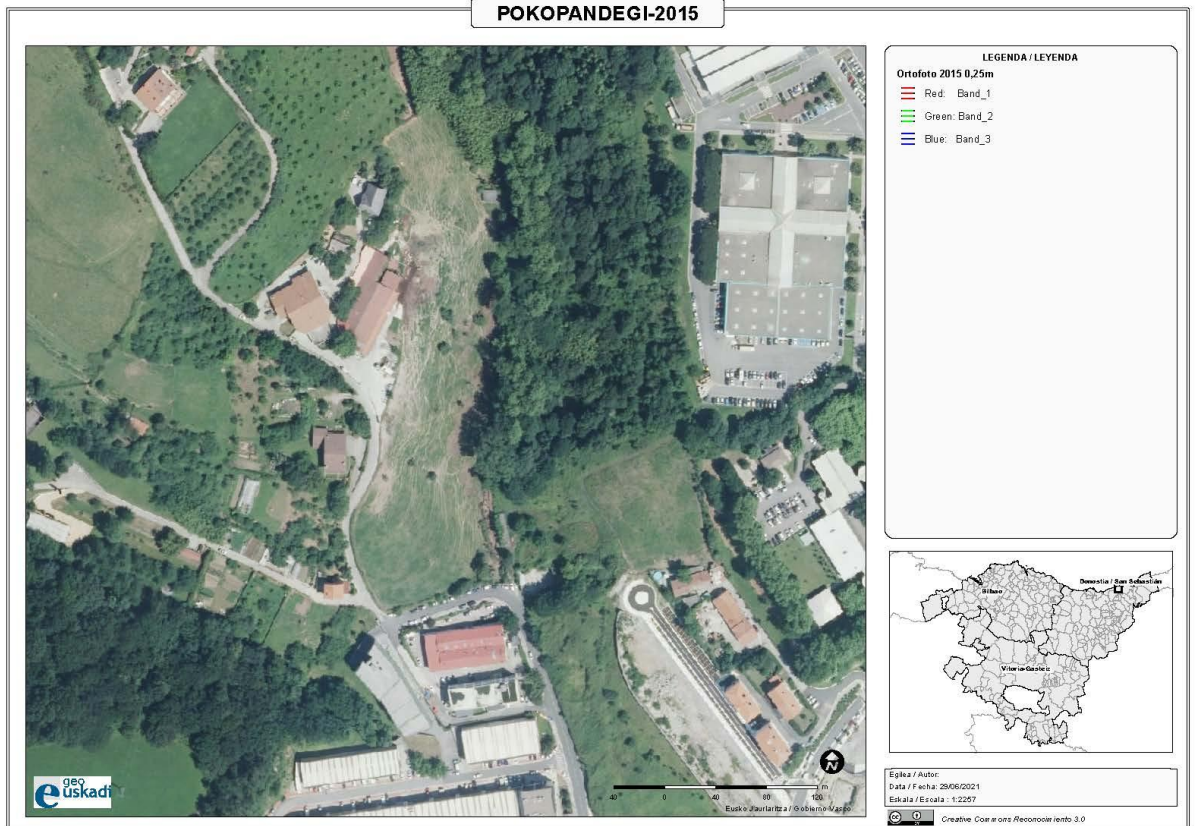 POKOPANDEGI-2015
LEGENDA / LEYENDA
Ortofoto 2015 0,25m
Red: Band_1
Green: Band_2
Blue: Band_3
Donostia / San Sebastián
Bilbao
Vitoria-Gasteiz
geo
euskadi
N
40 0 40 80 120
m
Eusko Jaurlaritza / Gobierno Vasco
Egilea / Autor:
Data / Fecha: 29/06/2021
Eskala / Escala : 1:2257
Creative Commons Reconocimiento 3.0